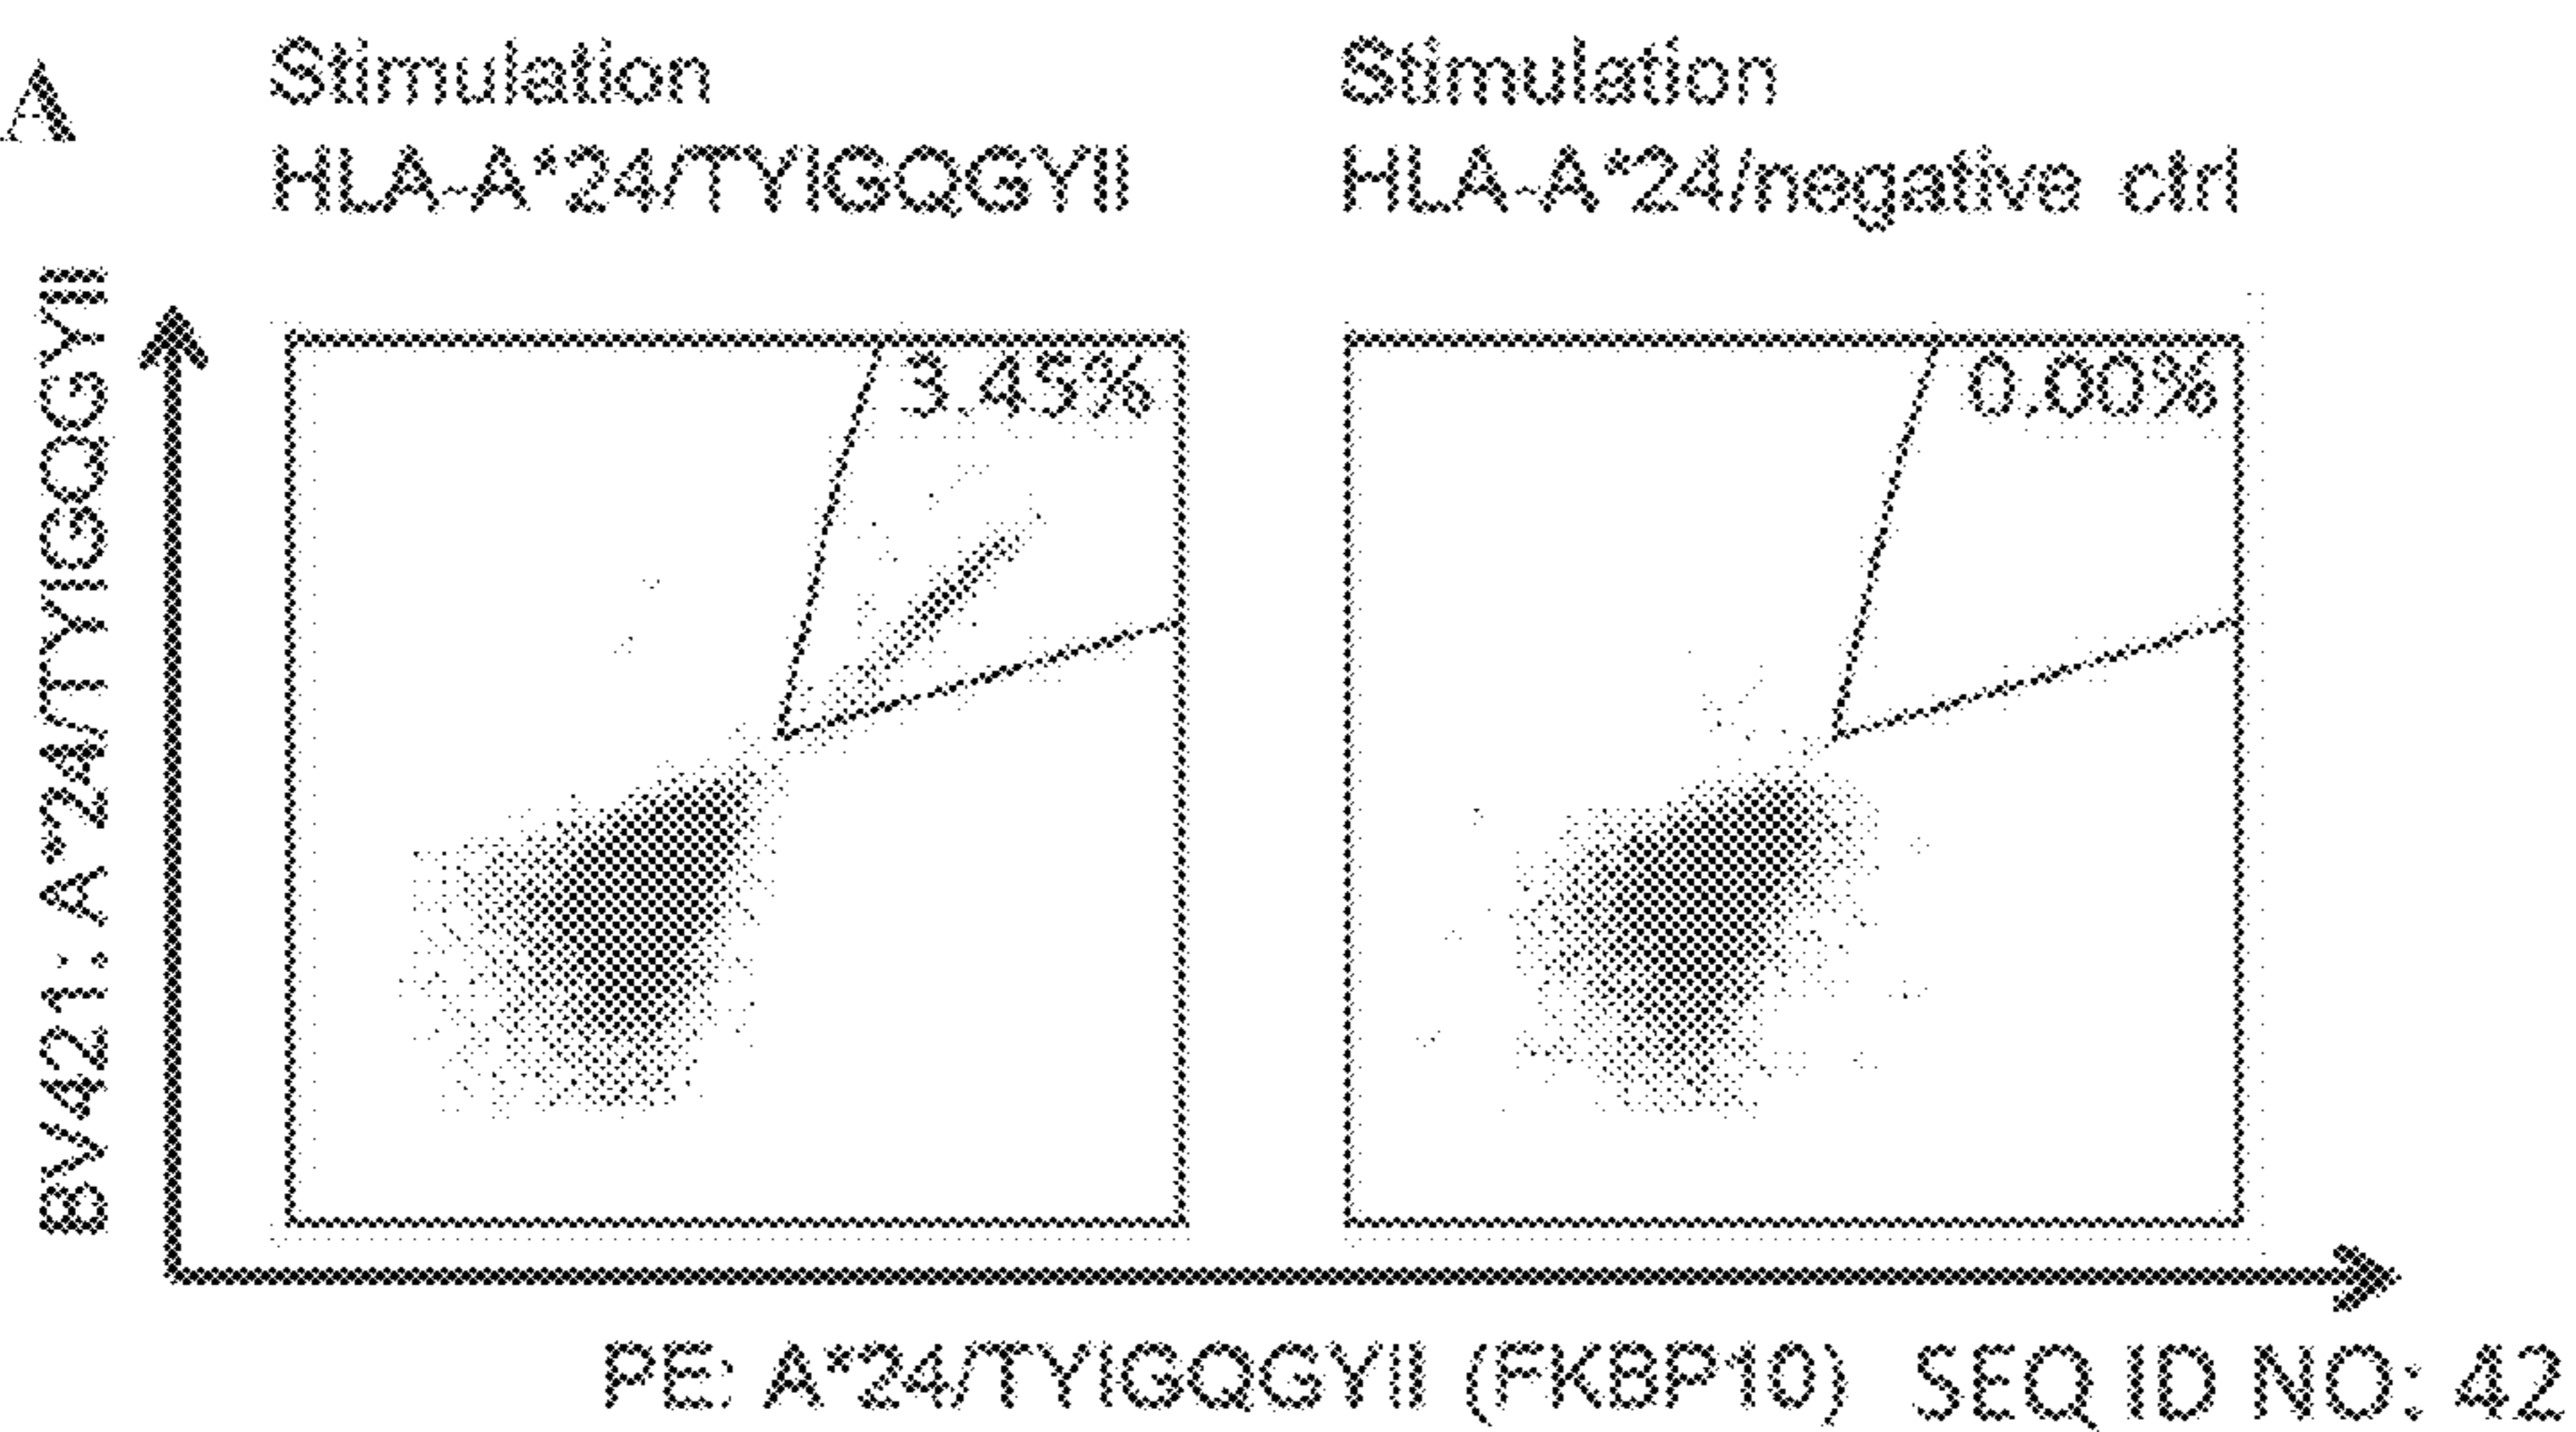 A
Stimulation
HLA-A*24/TYIGQGYII
Stimulation
HLA-A*24/negative ctrl
BV421: A*24/TYIGQGYII
3.45%
0.00%
PE: A*24/TYIGQGYII (FKBP10) SEQ ID NO: 42